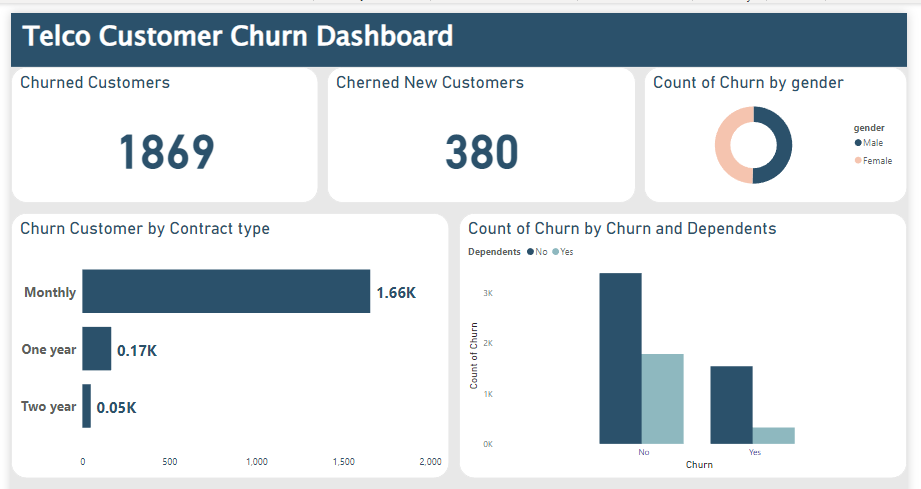 Telco Customer Churn Dashboard
Churned Customers
1869
Cherned New Customers
380
Count of Churn by gender
gender
Male
Female
Churn Customer by Contract type
Monthly
1.66K
One year
0.17K
Two year
0.05K
0 500 1,000 1,500 2,000
Count of Churn by Churn and Dependents
Dependents No Yes
Count of Churn
3K
2K
1K
0K
No Yes
Churn